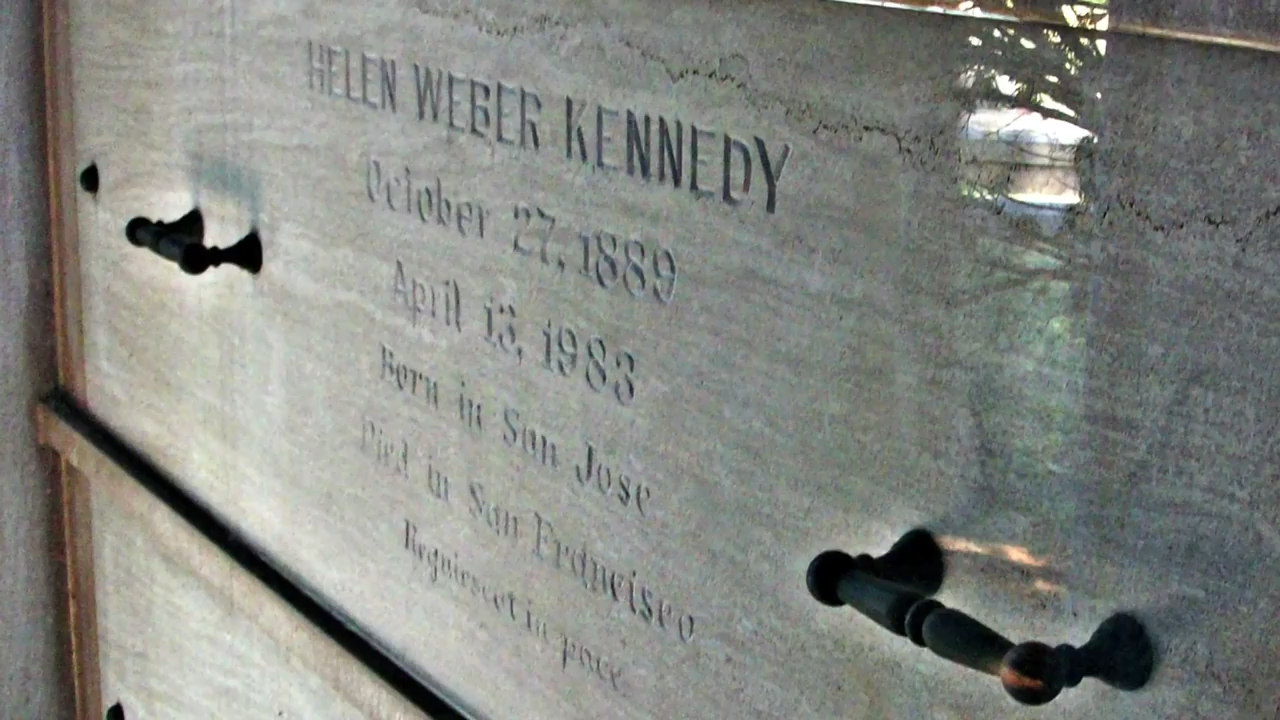 HELEN WEBER KENNEDY
October 27, 1889
April 13, 1983
Born in San Jose
Died in San Francisco
Requiescat in pace